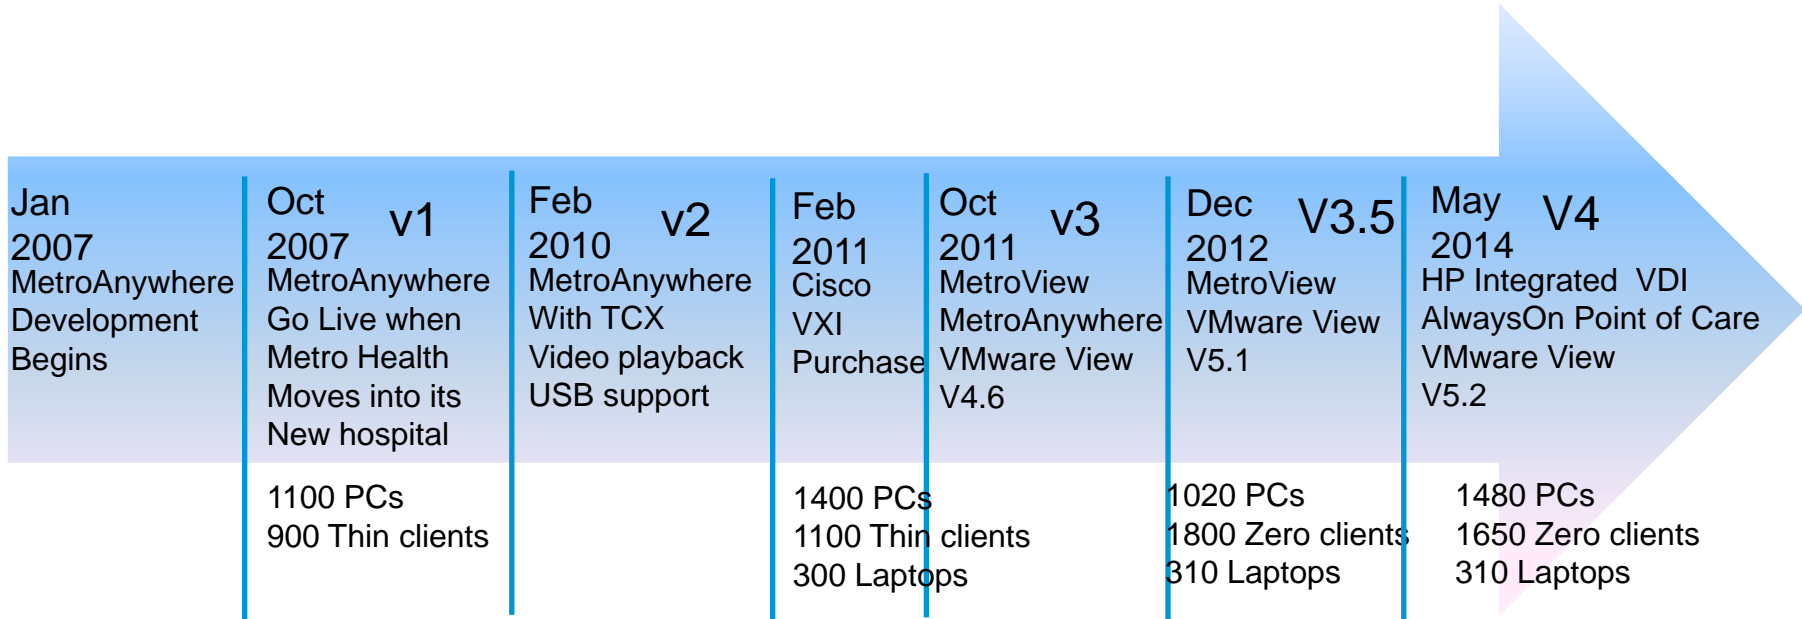 Jan
2007
MetroAnywhere
Development
Begins
Oct
2007
v1
MetroAnywhere
Go Live when
Metro Health
Moves into its
New hospital
1100 PCs
900 Thin clients
Feb
2010
v2
MetroAnywhere
With TCX
Video playback
USB support
Feb
2011
Cisco
VXI
Purchase
1400 PCs
1100 Thin clients
300 Laptops
Oct
2011
v3
MetroView
MetroAnywhere
VMware View
V4.6
Dec
2012
V3.5
MetroView
VMware View
V5.1
1020 PCs
1800 Zero clients
310 Laptops
May
2014
V4
HP Integrated  VDI
AlwaysOn Point of Care
VMware View
V5.2
1480 PCs
1650 Zero clients
310 Laptops